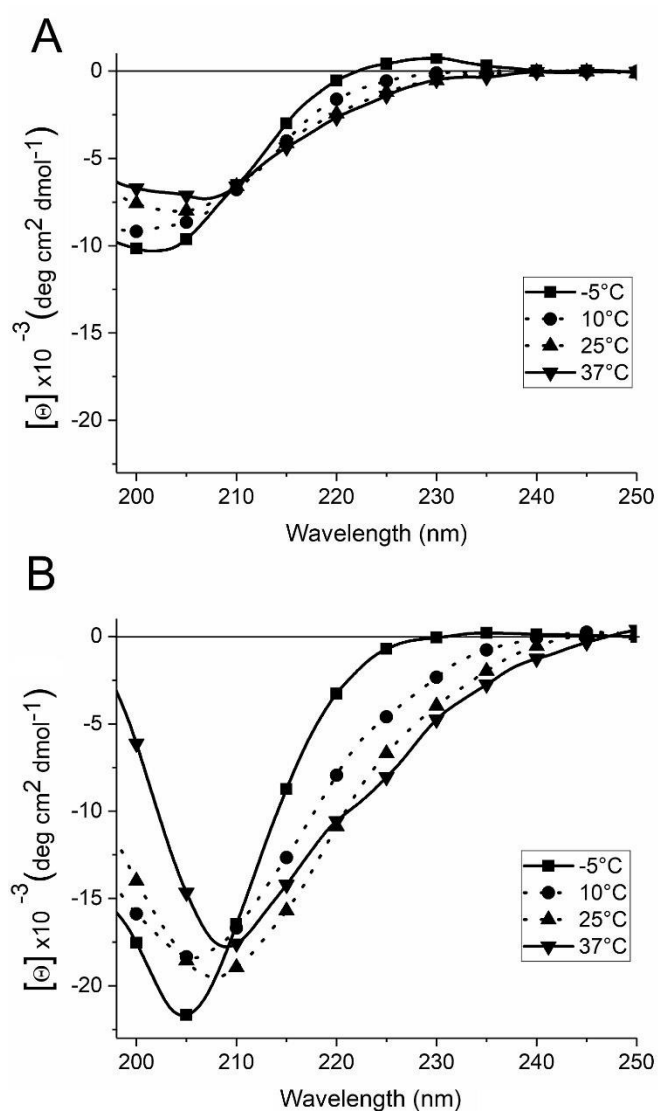 A
0
-5
-10
-15
-20
[Θ] x10 -3 (deg cm2 dmol-1)
-5°C
10°C
25°C
37°C
200 210 220 230 240 250
Wavelength (nm)
B
0
-5
-10
-15
-20
[Θ] x10 -3 (deg cm2 dmol-1)
-5°C
10°C
25°C
37°C
200 210 220 230 240 250
Wavelength (nm)